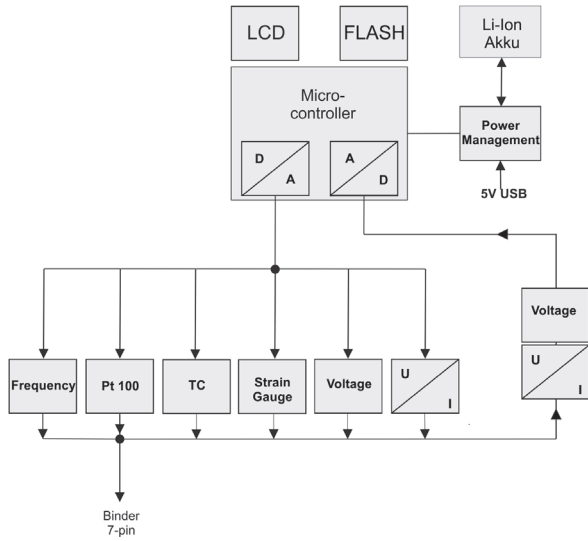 LCD
FLASH
Li-Ion
Akku
Micro-
controller
Power
Management
D
A
A
D
5V USB
Voltage
U
I
Frequency
Pt 100
TC
Strain
Gauge
Voltage
U
I
Binder
7-pin